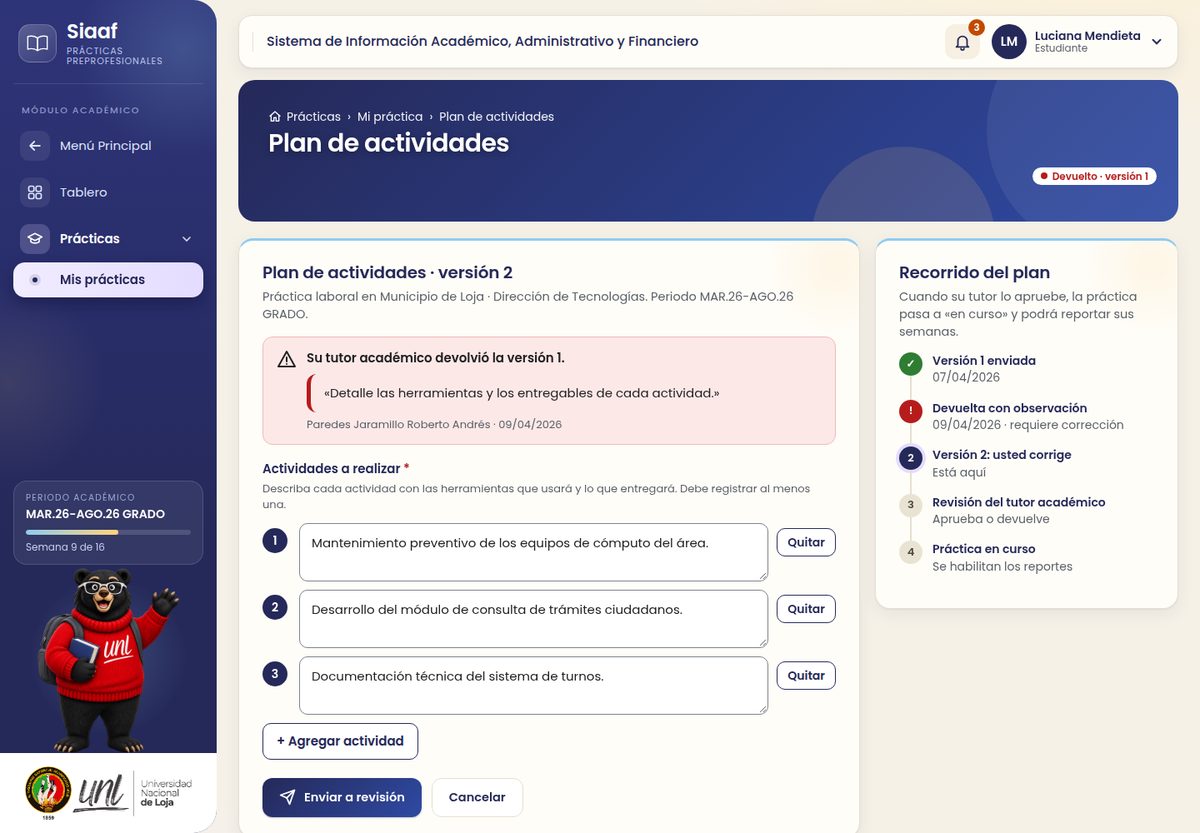 Siaaf
PRÁCTICAS
PREPROFESIONALES
MÓDULO ACADÉMICO
Menú Principal
Tablero
Prácticas
Mis prácticas
PERIODO ACADÉMICO
MAR.26-AGO.26 GRADO
Semana 9 de 16
unl
1859
unl
Universidad
Nacional
de Loja
Sistema de Información Académico, Administrativo y Financiero
3
LM
Luciana Mendieta
Estudiante
Prácticas › Mi práctica › Plan de actividades
Plan de actividades
Devuelto · versión 1
Plan de actividades · versión 2
Práctica laboral en Municipio de Loja · Dirección de Tecnologías. Periodo MAR.26-AGO.26
GRADO.
Su tutor académico devolvió la versión 1.
«Detalle las herramientas y los entregables de cada actividad.»
Paredes Jaramillo Roberto Andrés · 09/04/2026
Actividades a realizar *
Describa cada actividad con las herramientas que usará y lo que entregará. Debe registrar al menos
una.
1 Mantenimiento preventivo de los equipos de cómputo del área. Quitar
2 Desarrollo del módulo de consulta de trámites ciudadanos. Quitar
3 Documentación técnica del sistema de turnos. Quitar
+ Agregar actividad
Enviar a revisión Cancelar
Recorrido del plan
Cuando su tutor lo apruebe, la práctica
pasa a «en curso» y podrá reportar sus
semanas.
✓ Versión 1 enviada
07/04/2026
! Devuelta con observación
09/04/2026 · requiere corrección
2 Versión 2: usted corrige
Está aquí
3 Revisión del tutor académico
Aprueba o devuelve
4 Práctica en curso
Se habilitan los reportes